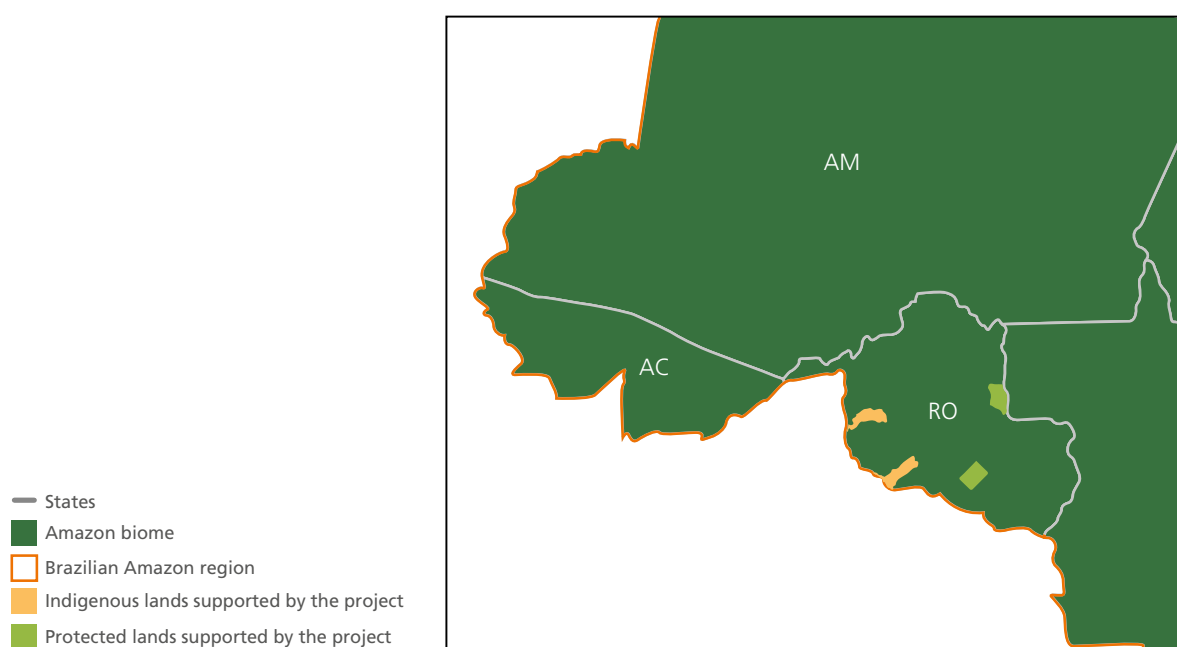 AM
AC
RO
States
Amazon biome
Brazilian Amazon region
Indigenous lands supported by the project
Protected lands supported by the project